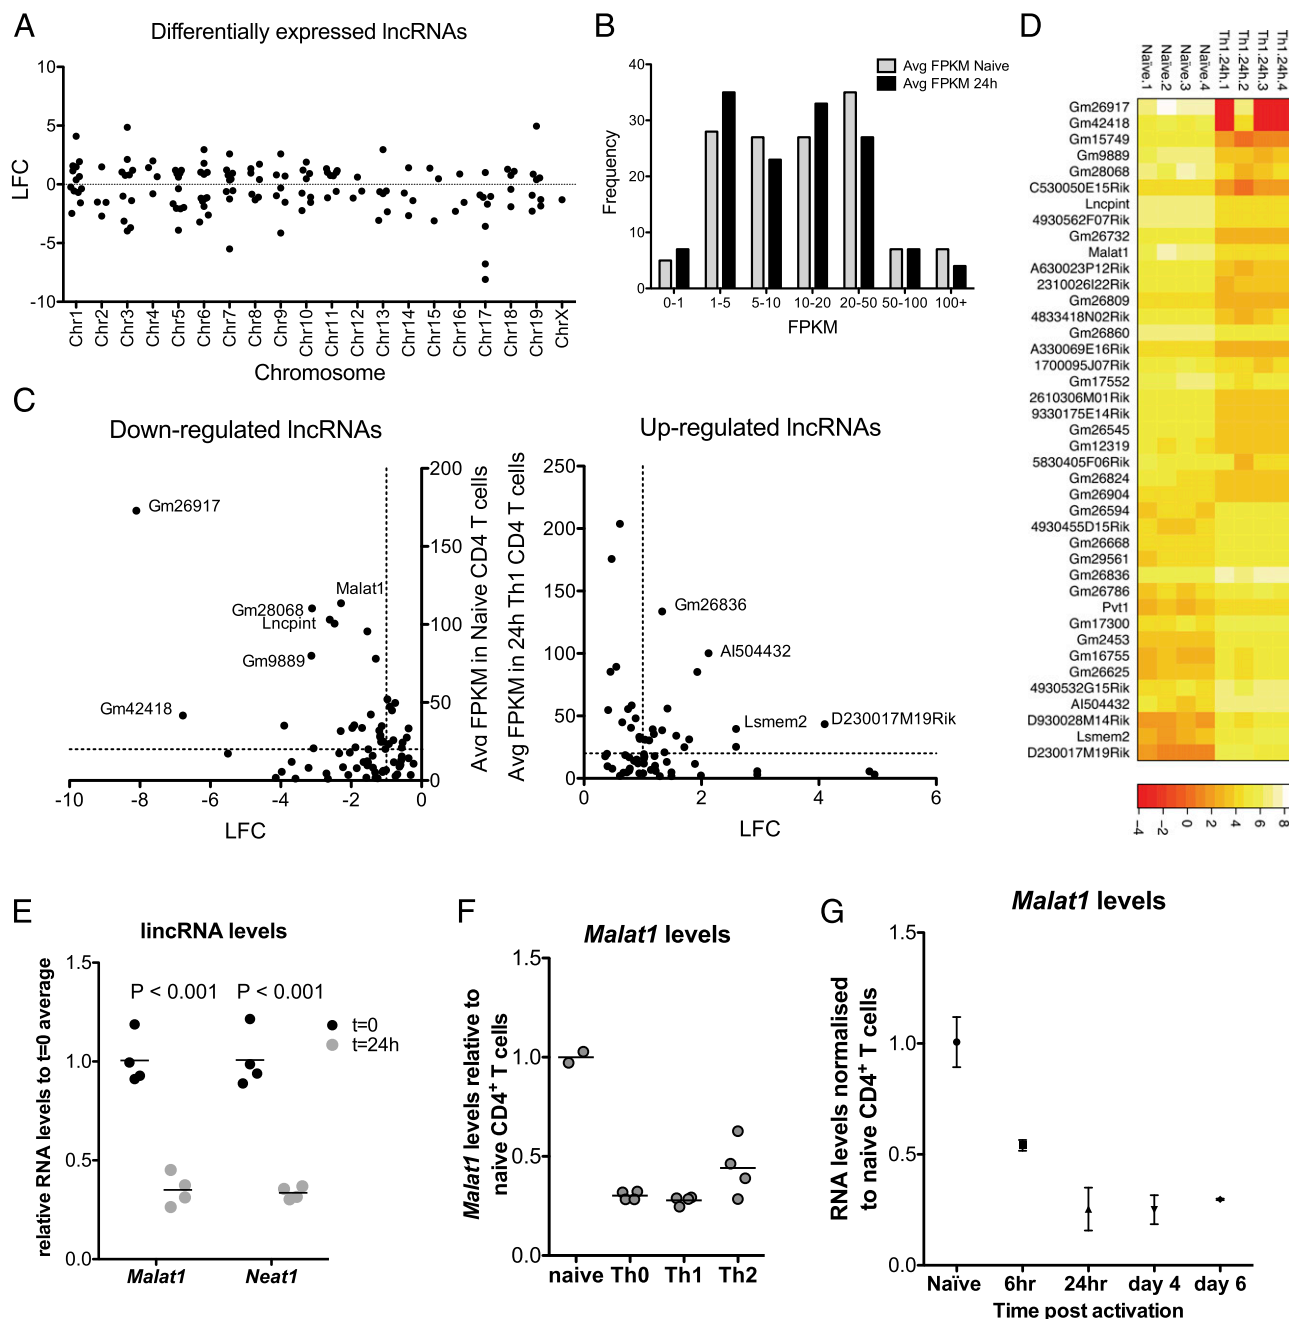 A
Differentially expressed lncRNAs
10
5
0
-5
-10
LFC
Chr1
Chr2
Chr3
Chr4
Chr5
Chr6
Chr7
Chr8
Chr9
Chr10
Chr11
Chr12
Chr13
Chr14
Chr15
Chr16
Chr17
Chr18
Chr19
ChrX
Chromosome
B
Avg FPKM Naive
Avg FPKM 24h
40
30
20
10
0
Frequency
0-1 1-5 5-10 10-20 20-50 50-100 100+
FPKM
C
Down-regulated lncRNAs
Gm26917
Malat1
Gm28068
Lncpint
Gm9889
Gm42418
200
150
100
50
0
Avg FPKM in Naive CD4 T cells
-10 -8 -6 -4 -2 0
LFC
Up-regulated lncRNAs
Avg FPKM in 24h Th1 CD4 T cells
250
200
150
100
50
0
Gm26836
AI504432
Lsmem2
D230017M19Rik
0 2 4 6
LFC
D
Naïve.1
Naïve.2
Naïve.3
Naïve.4
Th1.24h.1
Th1.24h.2
Th1.24h.3
Th1.24h.4
Gm26917
Gm42418
Gm15749
Gm9889
Gm28068
C530050E15Rik
Lncpint
4930562F07Rik
Gm26732
Malat1
A630023P12Rik
2310026I22Rik
Gm26809
4833418N02Rik
Gm26860
A330069E16Rik
1700095J07Rik
Gm17552
2610306M01Rik
9330175E14Rik
Gm26545
Gm12319
5830405F06Rik
Gm26824
Gm26904
Gm26594
4930455D15Rik
Gm26668
Gm29561
Gm26836
Gm26786
Pvt1
Gm17300
Gm2453
Gm16755
Gm26625
4930532G15Rik
AI504432
D930028M14Rik
Lsmem2
D230017M19Rik
-4 -2 0 2 4 6 8
E
lincRNA levels
relative RNA levels to t=0 average
1.5
1.0
0.5
0.0
P < 0.001 P < 0.001
t=0
t=24h
Malat1 Neat1
F
Malat1 levels
Malat1 levels relative to
naive CD4+ T cells
1.5
1.0
0.5
0.0
naive Th0 Th1 Th2
G
Malat1 levels
RNA levels normalised
to naive CD4+ T cells
1.5
1.0
0.5
0.0
Naïve 6hr 24hr day 4 day 6
Time post activation